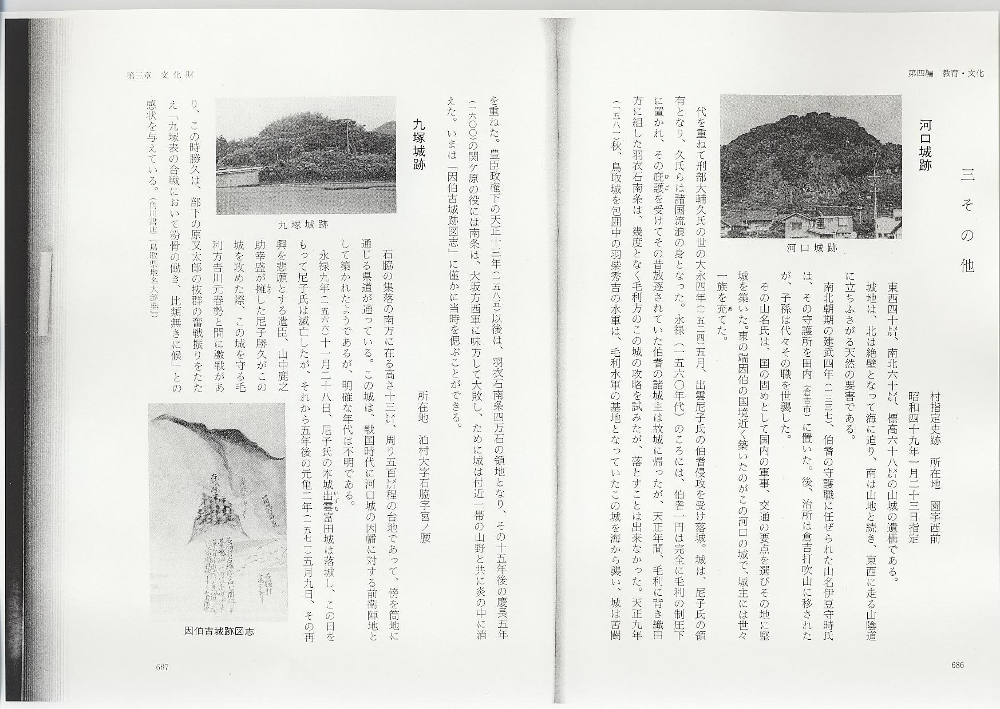 第四編　教育・文化
三　そ　の　他
河口城跡
村指定史跡　所在地　園字西前
昭和四十九年一月二十三日指定
河口城跡
東西四十メートル、南北六十メートル、標高六十八メートルの山城の遺構である。
城地は、北は絶壁となって海に迫り、南は山地と続き、東西に走る山陰道
に立ちふさがる天然の要害である。
南北朝期の建武四年（一三三七）、伯耆の守護職に任ぜられた山名伊豆守時氏
は、その守護所を田内（倉吉市）に置いた。後、治所は倉吉打吹山に移された
が、子孫は代々その職を世襲した。
その山名氏は、国の固めとして国内の軍事、交通の要点を選びその地に堅
城を築いた。東の端因伯の国境近く築いたのがこの河口の城で、城主には世々
一族を充てた。
代を重ねて刑部大輔久氏の世の大永四年（一五二四）五月、出雲尼子氏の伯耆侵攻を受け落城。城は、尼子氏の領
有となり、久氏らは諸国流浪の身となった。永禄（一五六〇年代）のころには、伯耆一円は完全に毛利の制圧下
に置かれ、その庇護を受けてその昔放逐されていた伯耆の諸城主は故城に帰ったが、天正年間、毛利に背き織田
方に組した羽衣石南条は、幾度となく毛利方のこの城の攻略を試みたが、落とすことは出来なかった。天正九年
（一五八一）秋、鳥取城を包囲中の羽柴秀吉の水軍は、毛利水軍の基地となっていたこの城を海から襲い、城は苦闘
686
第三章　文化財
を重ねた。豊臣政権下の天正十三年（一五八五）以後は、羽衣石南条四万石の領地となり、その十五年後の慶長五年
（一六〇〇）の関ケ原の役には南条は、大坂方西軍に味方して大敗し、ために城は付近一帯の山野と共に炎の中に消
えた。いまは「因伯古城跡図志」に僅かに当時を偲ぶことができる。
九塚城跡
所在地　泊村大字石脇字宮ノ腰
九塚城跡
石脇の集落の南方に在る高さ十三メートル、周り五百メートル程の台地であって、傍を筒地に
通じる県道が通っている。この城は、戦国時代に河口城の因幡に対する前衛陣地と
して築かれたようであるが、明確な年代は不明である。
永禄九年（一五六六）十一月二十八日、尼子氏の本城出雲富田城は落城し、この日を
もって尼子氏は滅亡したが、それから五年後の元亀二年（一五七一）五月九日、その再
興を悲願とする遺臣、山中鹿之
助幸盛が擁した尼子勝久がこの
城を攻めた際、この城を守る毛
利方吉川元春勢と間に激戦があ
り、この時勝久は、部下の原又太郎の抜群の奮戦振りをたた
え「九塚表の合戦において粉骨の働き、比類無きに候」との
感状を与えている。（角川書店『鳥取県地名大辞典』）
古城跡
石脇村
因伯古城跡図志
687